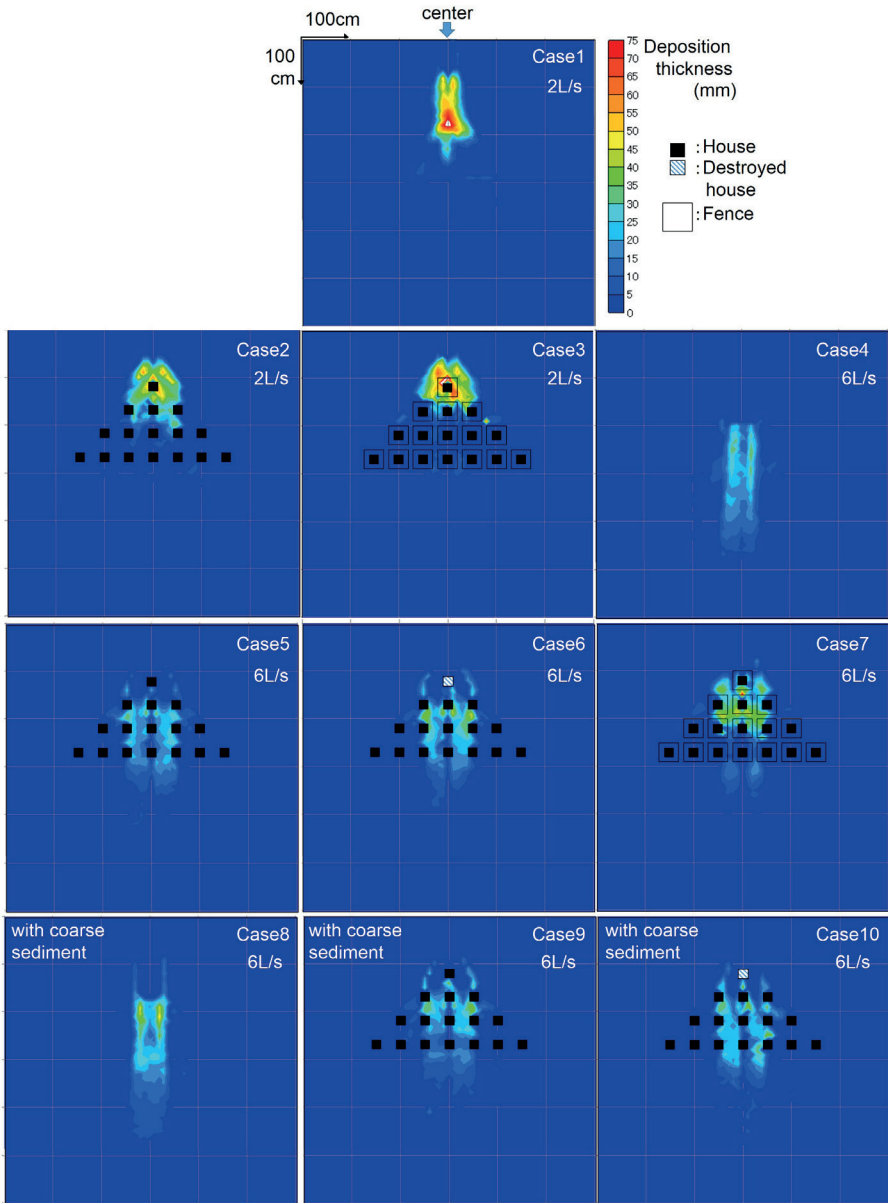 100cm
center
100
cm
Case1
2L/s
75
70
65
60
55
50
45
40
35
30
25
20
15
10
5
0
Deposition
thickness
(mm)
: House
: Destroyed
house
: Fence
Case2
2L/s
Case3
2L/s
Case4
6L/s
Case5
6L/s
Case6
6L/s
Case7
6L/s
with coarse
sediment
Case8
6L/s
with coarse
sediment
Case9
6L/s
with coarse
sediment
Case10
6L/s